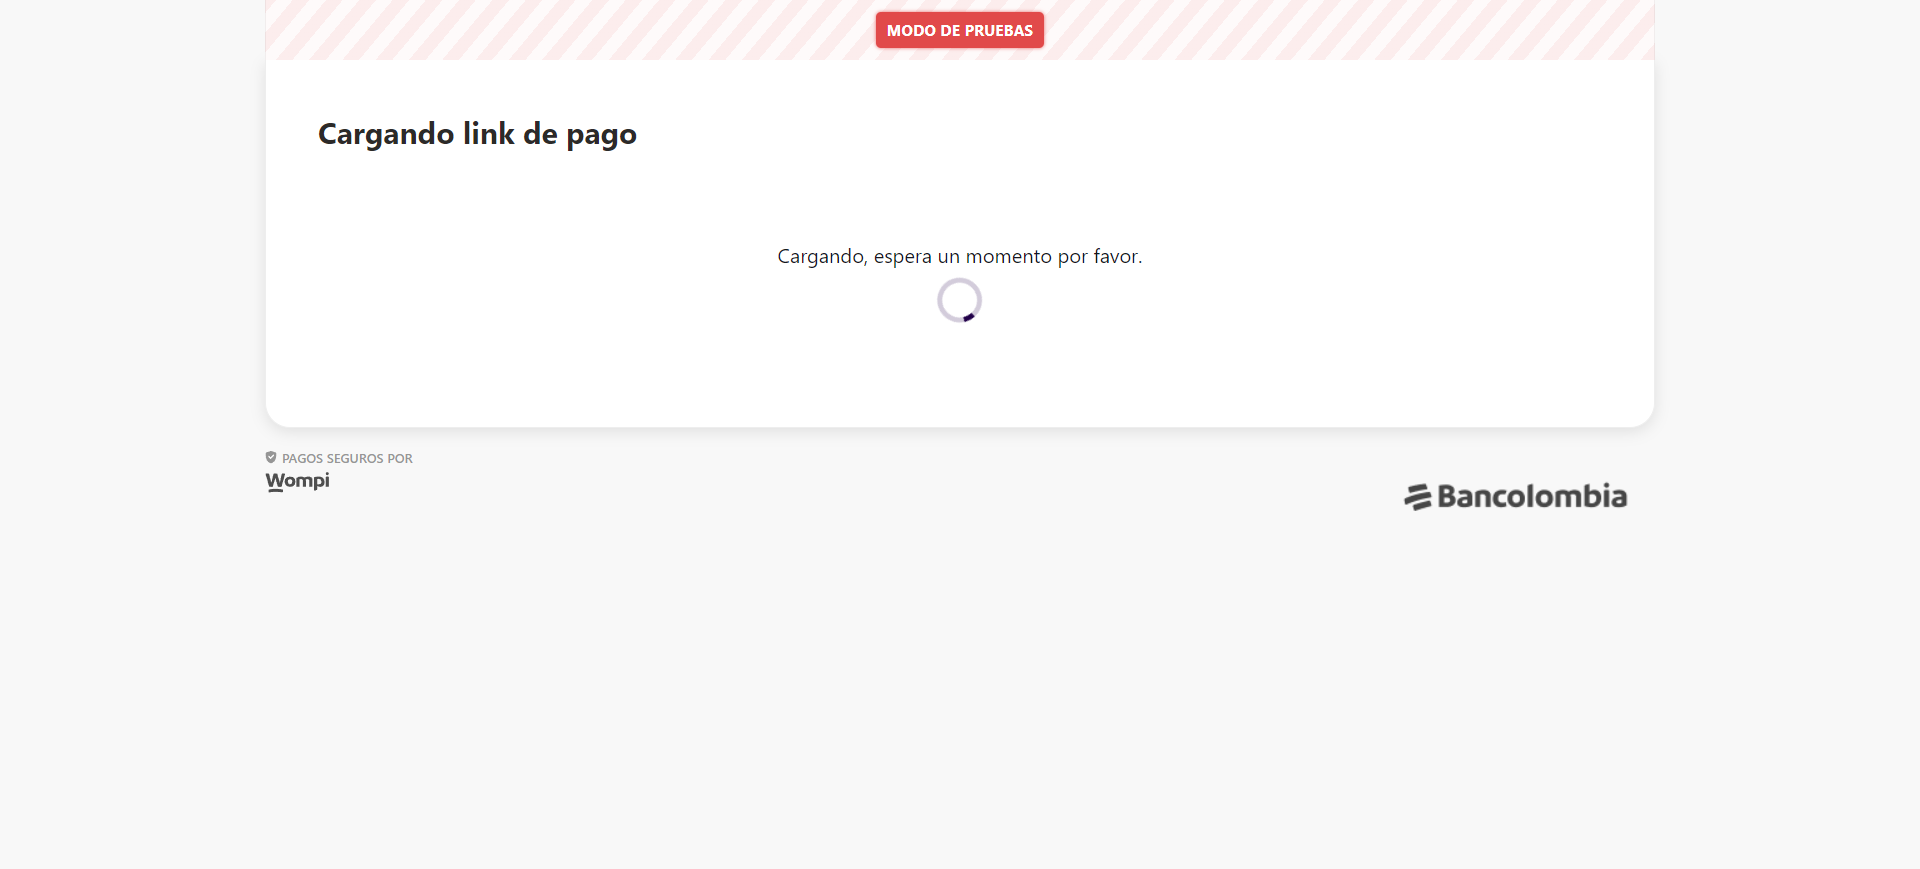 MODO DE PRUEBAS
Cargando link de pago
Cargando, espera un momento por favor.
PAGOS SEGUROS POR
Wompi
Bancolombia